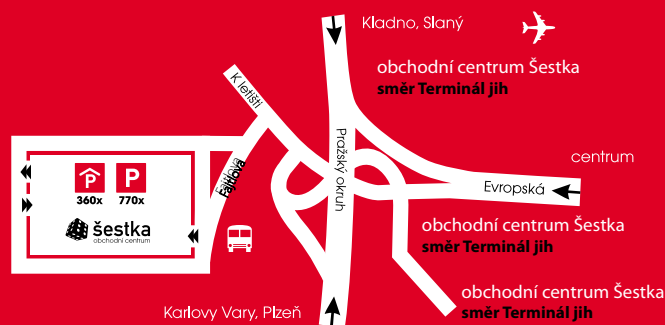 Kladno, Slaný
obchodní centrum Šestka
směr Terminál jih
K letišti
Pražský okruh
centrum
Fajtlova
Evropská
P
P
360x
770x
šestka
obchodní centrum
obchodní centrum Šestka
směr Terminál jih
obchodní centrum Šestka
směr Terminál jih
Karlovy Vary, Plzeň